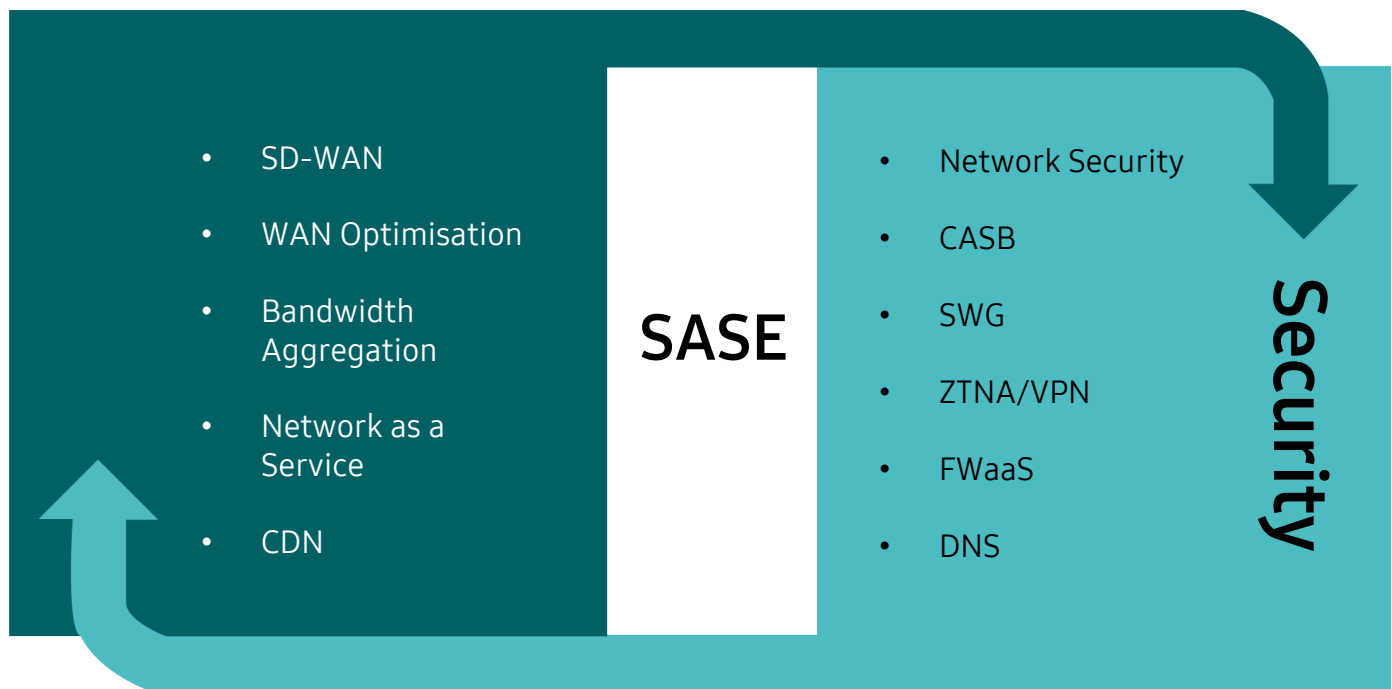 • SD-WAN
• WAN Optimisation
• Bandwidth
Aggregation
• Network as a
Service
• CDN
SASE
• Network Security
• CASB
• SWG
• ZTNA/VPN
• FWaaS
• DNS
Security